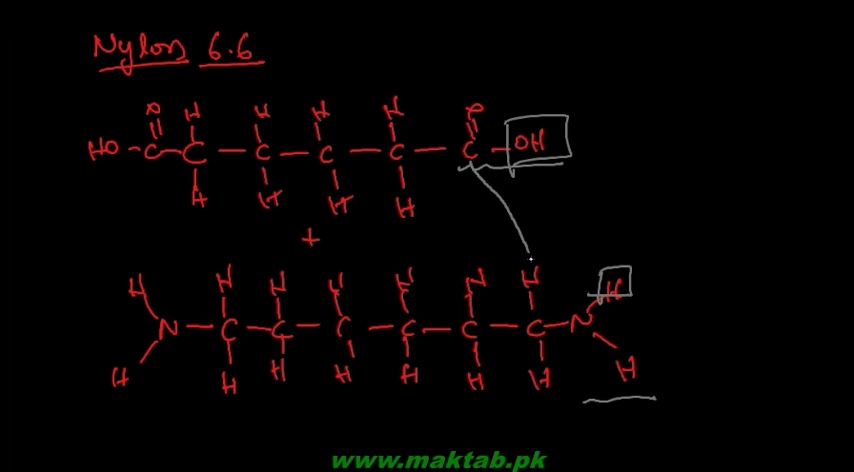 Nylon 6.6
O H H H H O
HO - C - C - C - C - C - C - OH
H H H H
+
H H H H H H H H
N - C - C - C - C - C - C - N
H H H H H H H H
www.maktab.pk